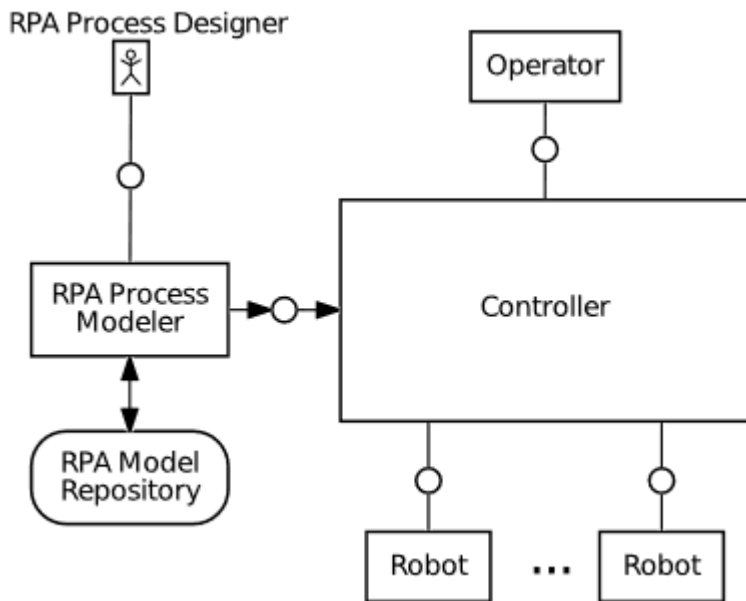 RPA Process Designer
Operator
RPA Process
Modeler
Controller
RPA Model
Repository
Robot
...
Robot